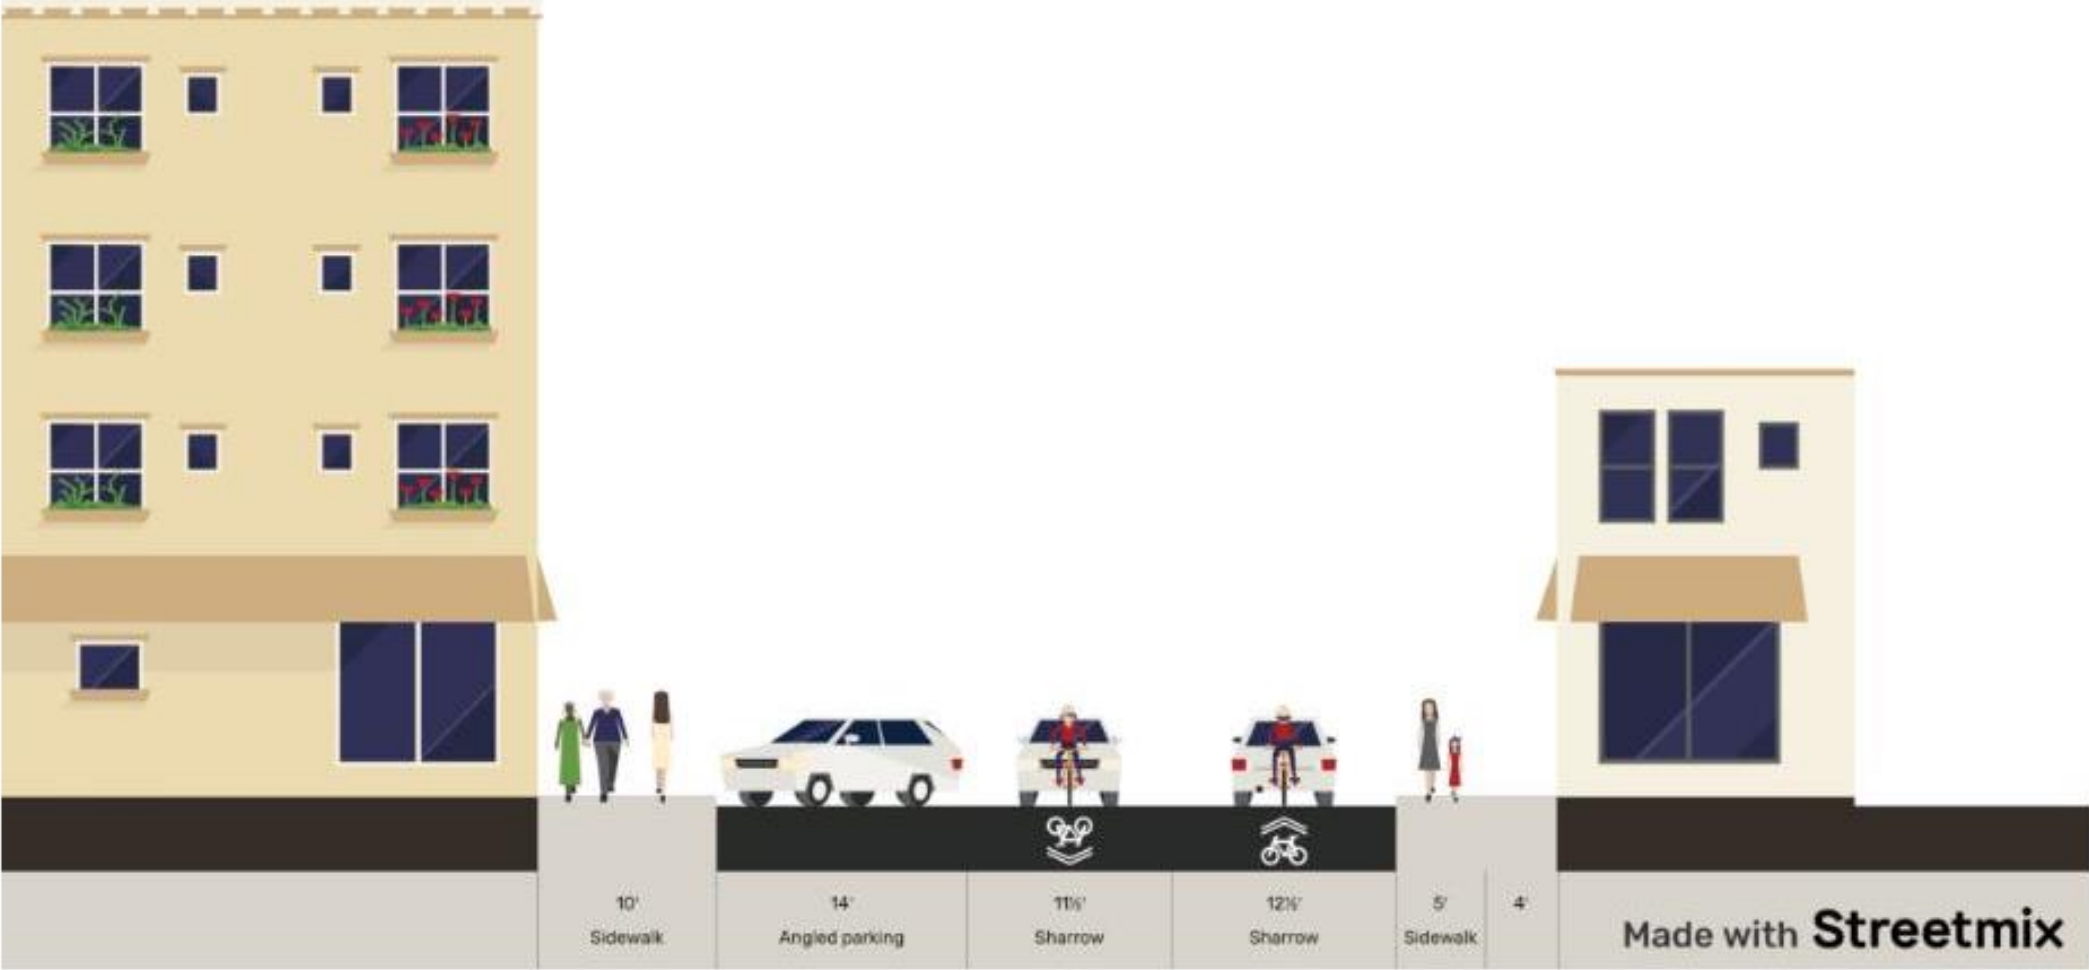 10'
Sidewalk
14'
Angled parking
11½'
Sharrow
12½'
Sharrow
5'
Sidewalk
4'
Made with Streetmix